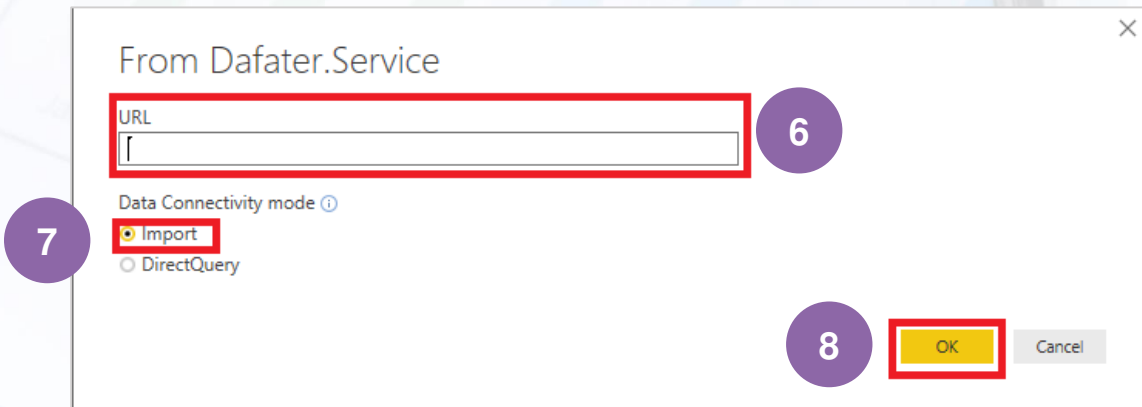 From Dafater.Service
URL
6
Data Connectivity mode
7
Import
DirectQuery
8
OK
Cancel